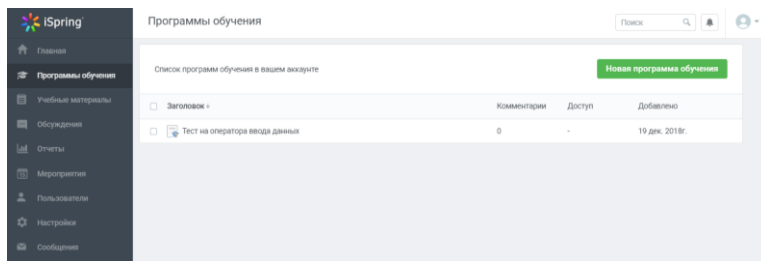 iSpring
Программы обучения
Поиск
Главная
Программы обучения
Учебные материалы
Обсуждения
Отчеты
Мероприятия
Пользователи
Настройки
Сообщения
Список программ обучения в вашем аккаунте
Новая программа обучения
Заголовок Комментарии Доступ Добавлено
Тест на оператора ввода данных 0 - 19 дек. 2018г.